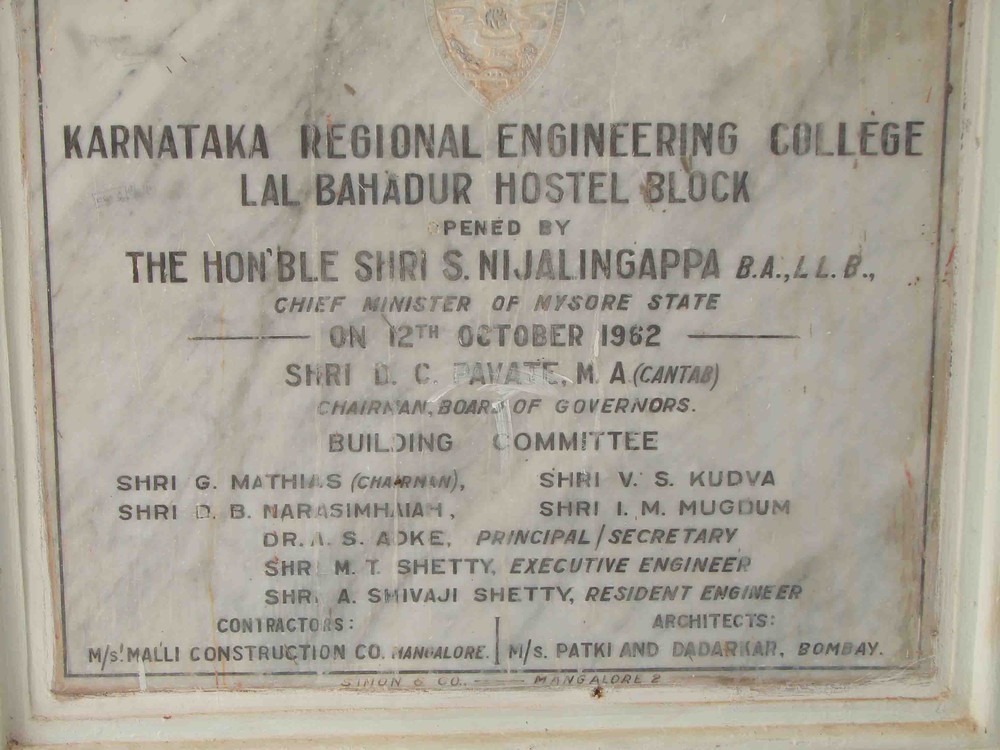 KARNATAKA REGIONAL ENGINEERING COLLEGE
LAL BAHADUR HOSTEL BLOCK
OPENED BY
THE HON'BLE SHRI S. NIJALINGAPPA B.A., LL.B.,
CHIEF MINISTER OF MYSORE STATE
ON 12TH OCTOBER 1962
SHRI D. C. PAVATE, M. A. (CANTAB)
CHAIRMAN, BOARD OF GOVERNORS.
BUILDING COMMITTEE
SHRI G. MATHIAS (CHAIRMAN), SHRI V. S. KUDVA
SHRI D. B. NARASIMHAIAH, SHRI I. M. MUGDUM
DR. S. ADKE, PRINCIPAL/SECRETARY
SHRI M. T. SHETTY, EXECUTIVE ENGINEER
SHRI A. SHIVAJI SHETTY, RESIDENT ENGINEER
CONTRACTORS: ARCHITECTS:
M/s. MALLI CONSTRUCTION CO. MANGALORE. M/s. PATKI AND DADARKAR, BOMBAY.
SIMON & CO. MANGALORE 2